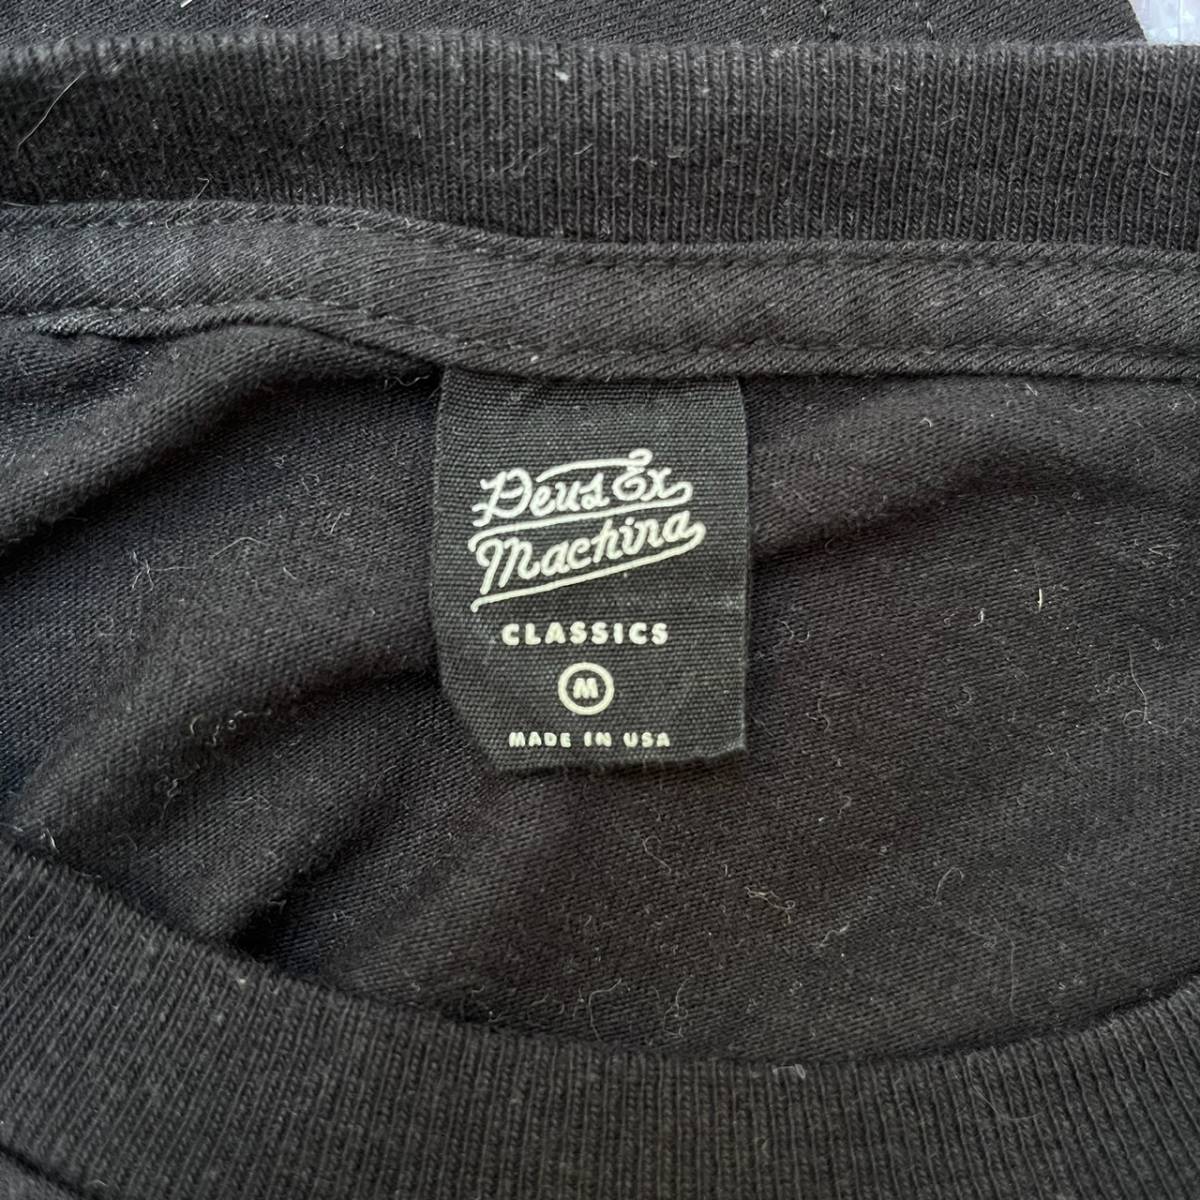 Deus Ex
Machina
CLASSICS
M
MADE IN USA